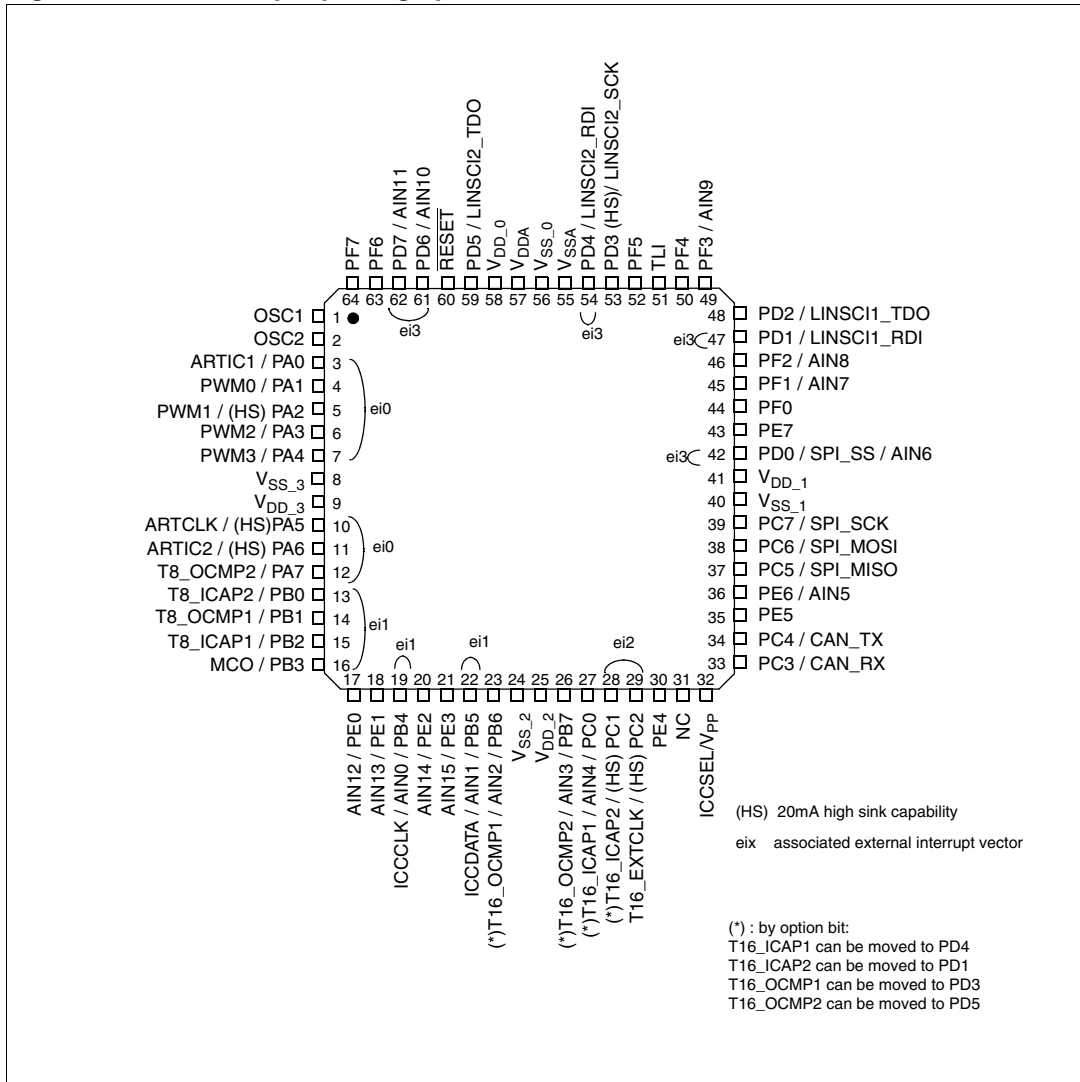 PF7
PF6
PD7 / AIN11
PD6 / AIN10
RESET
PD5 / LINSCI2_TDO
VDD_0
VDDA
VSS_0
VSSA
PD4 / LINSCI2_RDI
PD3 (HS)/ LINSCI2_SCK
PF5
TLI
PF4
PF3 / AIN9
64 63 62 61 60 59 58 57 56 55 54 53 52 51 50 49
ei3
ei3
OSC1 1
OSC2 2
ARTIC1 / PA0 3
PWM0 / PA1 4
PWM1 / (HS) PA2 5
PWM2 / PA3 6
PWM3 / PA4 7
ei0
VSS_3 8
VDD_3 9
ARTCLK / (HS)PA5 10
ARTIC2 / (HS) PA6 11
T8_OCMP2 / PA7 12
ei0
T8_ICAP2 / PB0 13
T8_OCMP1 / PB1 14
T8_ICAP1 / PB2 15
MCO / PB3 16
ei1
48 PD2 / LINSCI1_TDO
ei3 47 PD1 / LINSCI1_RDI
46 PF2 / AIN8
45 PF1 / AIN7
44 PF0
43 PE7
ei3 42 PD0 / SPI_SS / AIN6
41 VDD_1
40 VSS_1
39 PC7 / SPI_SCK
38 PC6 / SPI_MOSI
37 PC5 / SPI_MISO
36 PE6 / AIN5
35 PE5
34 PC4 / CAN_TX
33 PC3 / CAN_RX
ei1
ei1
ei2
17 18 19 20 21 22 23 24 25 26 27 28 29 30 31 32
AIN12 / PE0
AIN13 / PE1
ICCCLK / AIN0 / PB4
AIN14 / PE2
AIN15 / PE3
ICCDATA / AIN1 / PB5
(*)T16_OCMP1 / AIN2 / PB6
VSS_2
VDD_2
(*)T16_OCMP2 / AIN3 / PB7
(*)T16_ICAP1 / AIN4 / PC0
(*)T16_ICAP2 / (HS) PC1
T16_EXTCLK / (HS) PC2
PE4
NC
ICCSEL/VPP
(HS) 20mA high sink capability
eix associated external interrupt vector
(*) : by option bit:
T16_ICAP1 can be moved to PD4
T16_ICAP2 can be moved to PD1
T16_OCMP1 can be moved to PD3
T16_OCMP2 can be moved to PD5